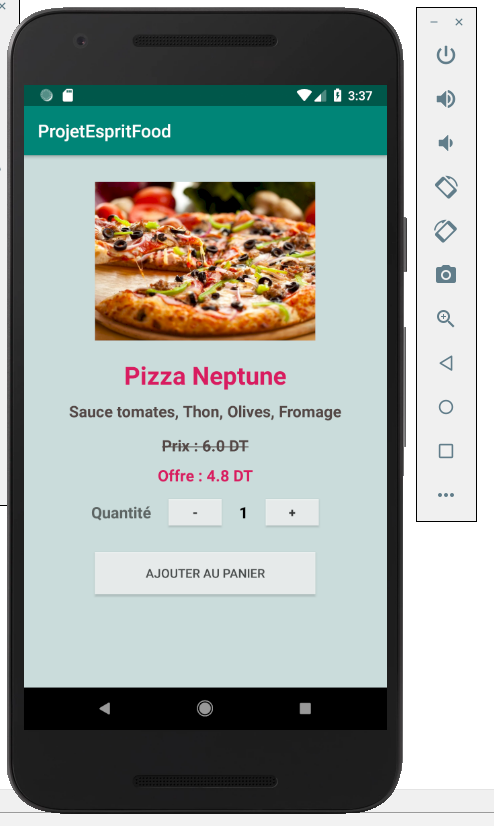 3:37
ProjetEspritFood
Pizza Neptune
Sauce tomates, Thon, Olives, Fromage
Prix : 6.0 DT
Offre : 4.8 DT
Quantité - 1 +
AJOUTER AU PANIER